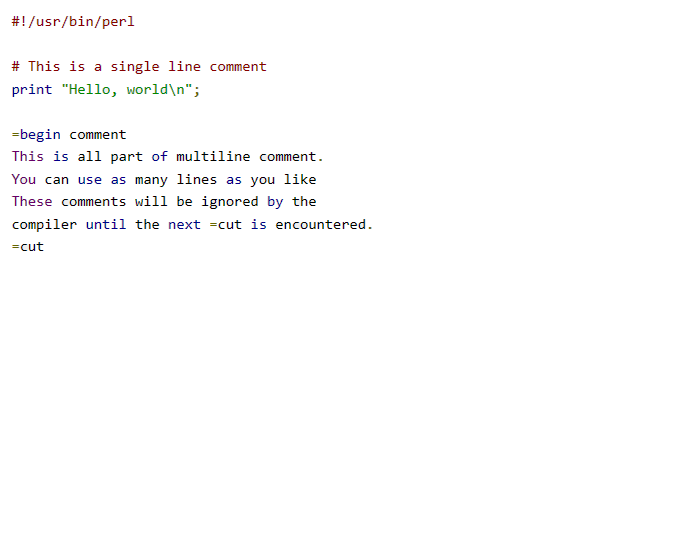 #!/usr/bin/perl
# This is a single line comment
print "Hello, world\n";
=begin comment
This is all part of multiline comment.
You can use as many lines as you like
These comments will be ignored by the
compiler until the next =cut is encountered.
=cut